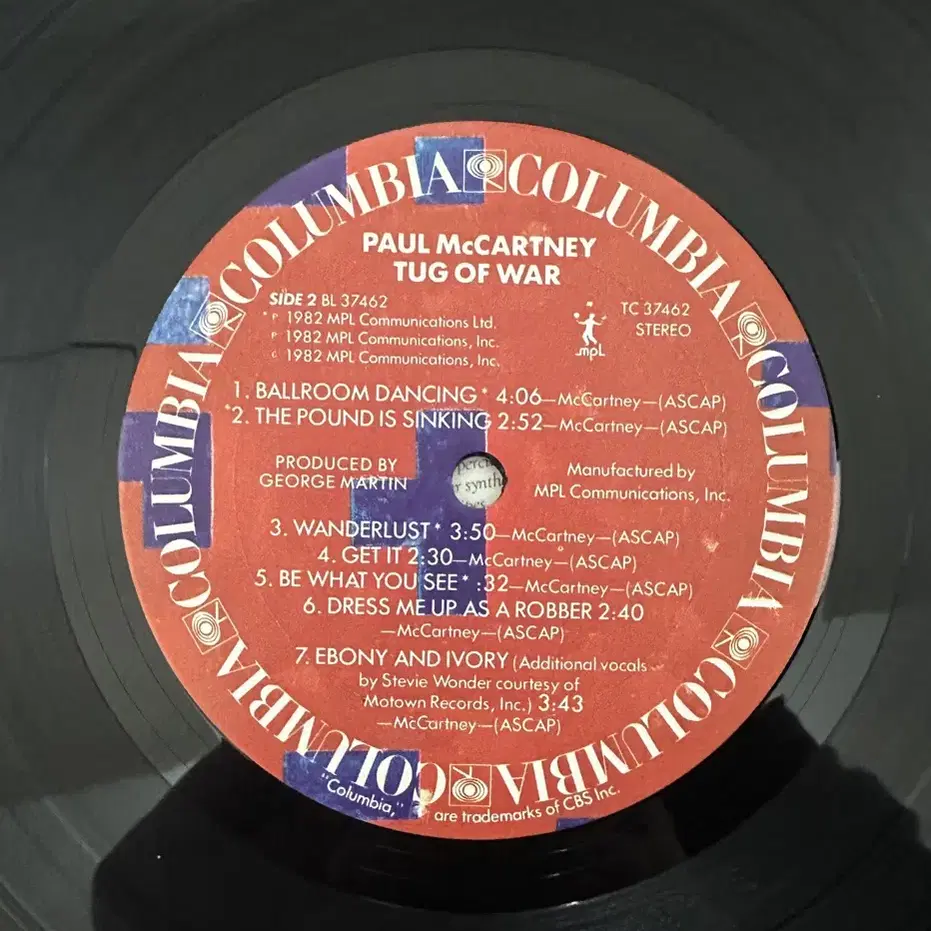 COLUMBIA COLUMBIA COLUMBIA COLUMBIA COLUMBIA COLUMBIA COLUMBIA COLUMBIA
PAUL McCARTNEY
TUG OF WAR
SIDE 2 BL 37462
* ℗ 1982 MPL Communications Ltd.
℗ 1982 MPL Communications, Inc.
© 1982 MPL Communications, Inc.
mpL
TC 37462
STEREO
1. BALLROOM DANCING* 4:06—McCartney—(ASCAP)
*2. THE POUND IS SINKING 2:52—McCartney—(ASCAP)
PRODUCED BY
GEORGE MARTIN
Manufactured by
MPL Communications, Inc.
3. WANDERLUST* 3:50—McCartney—(ASCAP)
4. GET IT 2:30—McCartney—(ASCAP)
5. BE WHAT YOU SEE* :32—McCartney—(ASCAP)
6. DRESS ME UP AS A ROBBER 2:40
—McCartney—(ASCAP)
7. EBONY AND IVORY (Additional vocals
by Stevie Wonder courtesy of
Motown Records, Inc.) 3:43
—McCartney—(ASCAP)
"Columbia," are trademarks of CBS Inc.